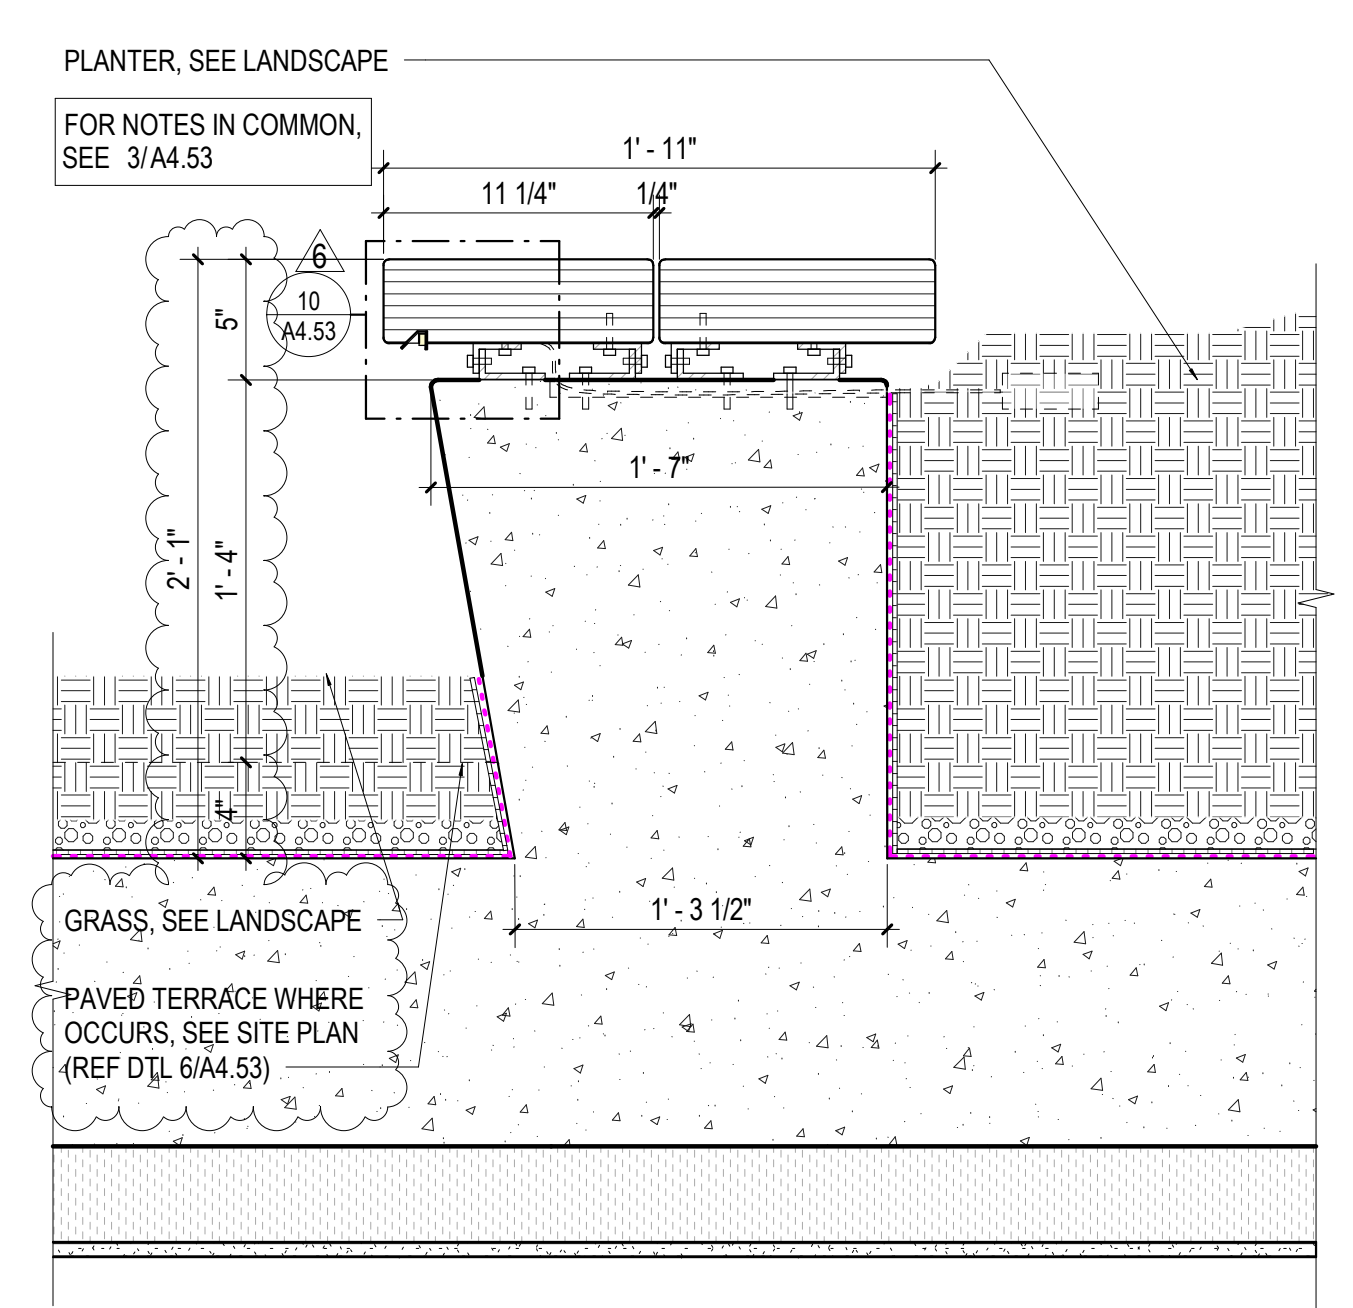 PLANTER, SEE LANDSCAPE
FOR NOTES IN COMMON,
SEE 3/A4.53
1' - 11"
11 1/4"
1/4"
6
10
A4.53
5"
1' - 7"
2' - 1"
1' - 4"
4"
1' - 3 1/2"
GRASS, SEE LANDSCAPE
PAVED TERRACE WHERE
OCCURS, SEE SITE PLAN
(REF DTL 6/A4.53)